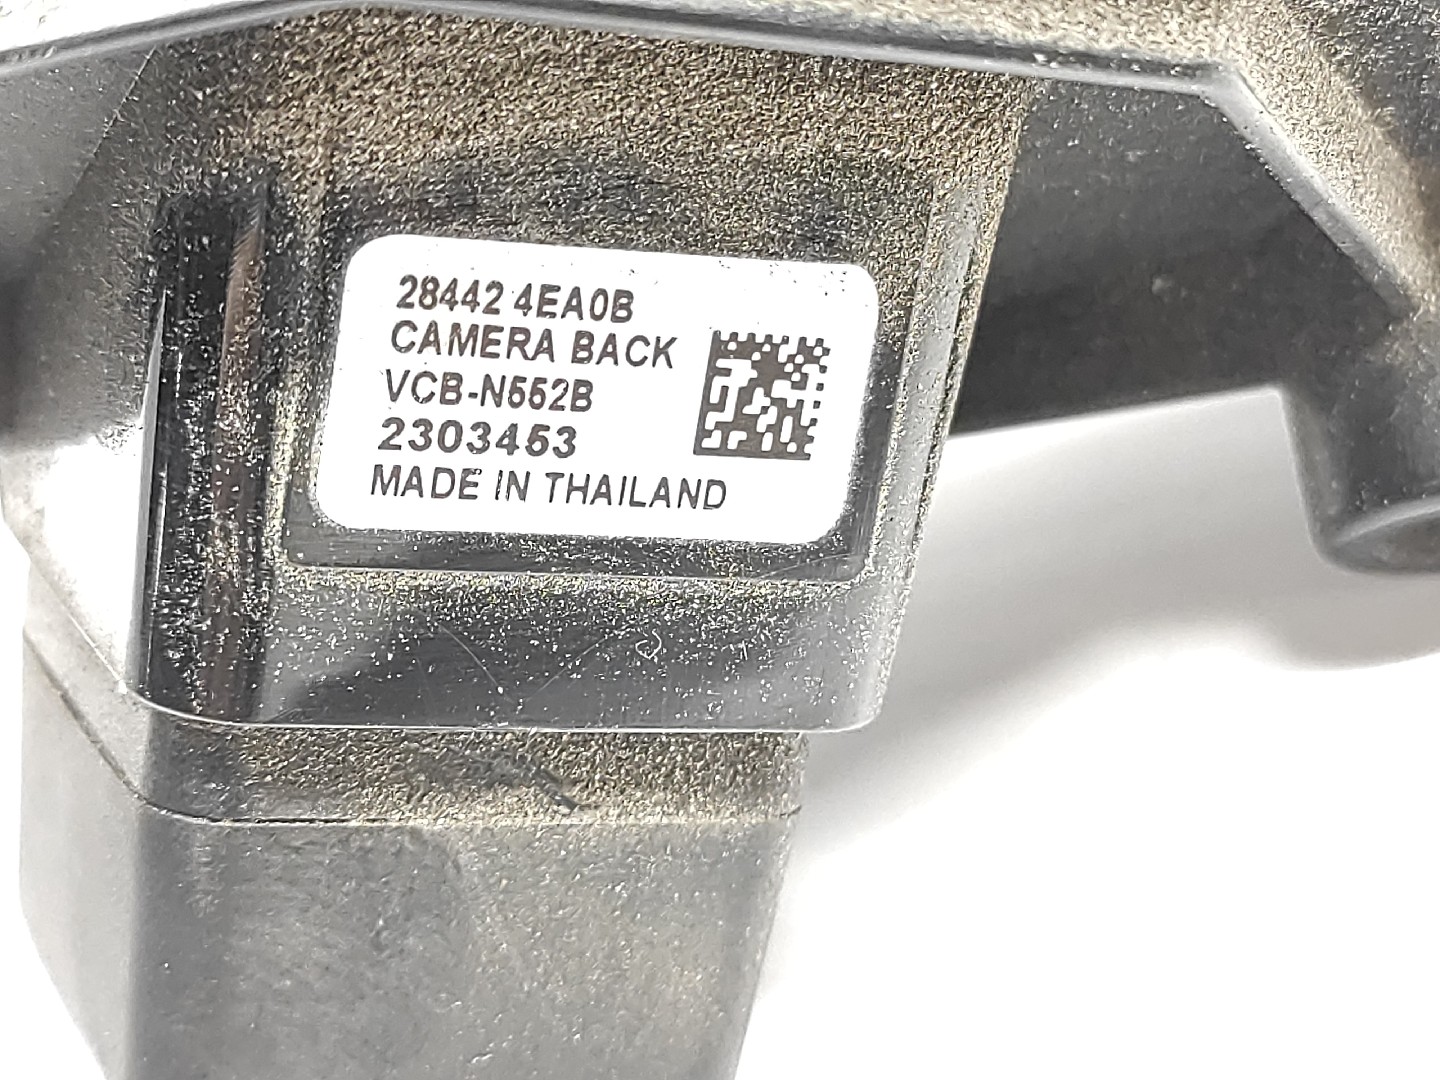 28442 4EA0B
CAMERA BACK
VCB-N552B
2303453
MADE IN THAILAND